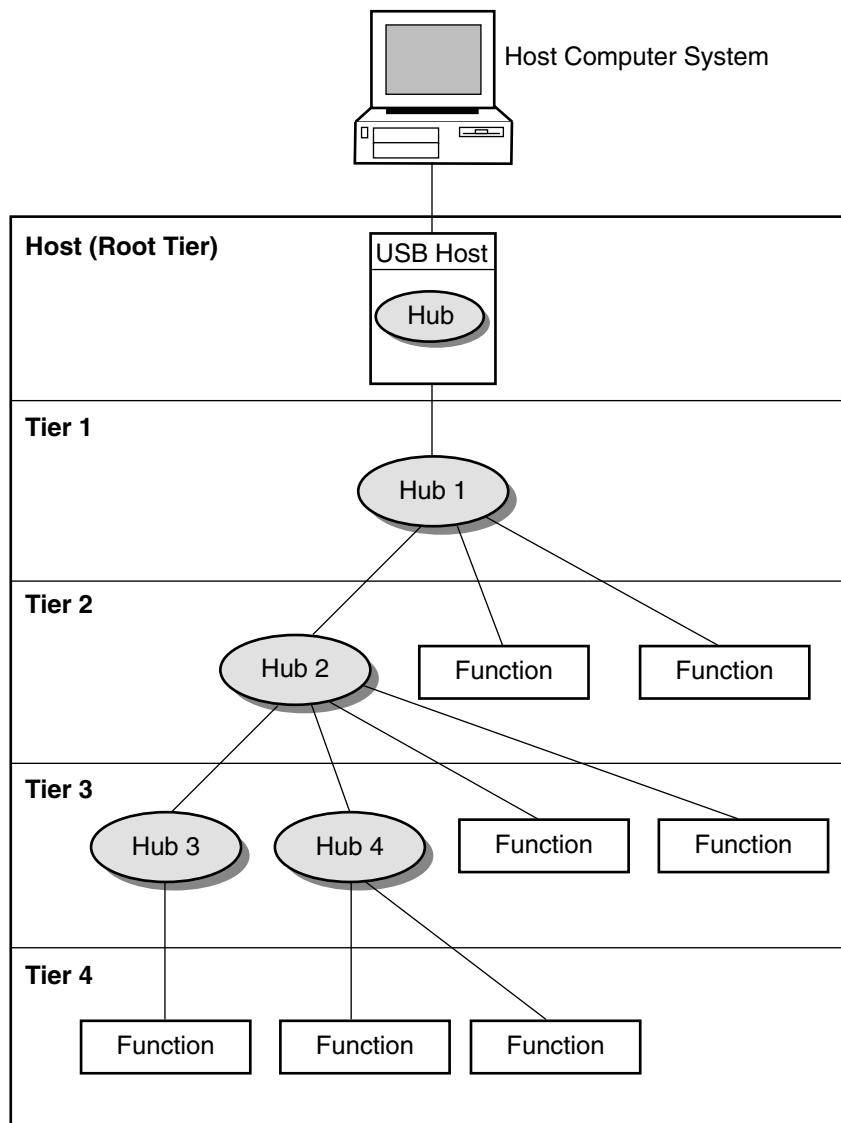 Host Computer System
Host (Root Tier)
USB Host
Hub
Tier 1
Hub 1
Tier 2
Hub 2
Function
Function
Tier 3
Hub 3
Hub 4
Function
Function
Tier 4
Function
Function
Function